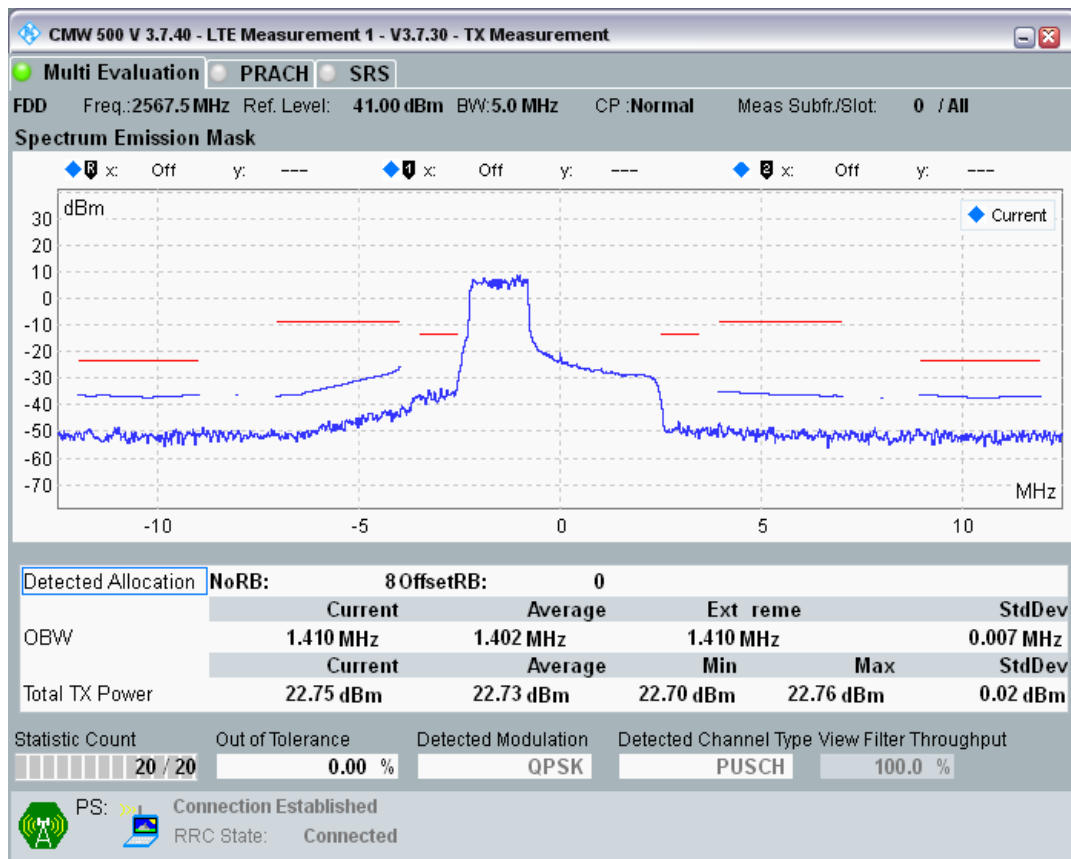 CMW 500 V 3.7.40 - LTE Measurement 1 - V3.7.30 - TX Measurement
Multi Evaluation PRACH SRS
FDD Freq.:2567.5 MHz Ref. Level: 41.00 dBm BW:5.0 MHz CP :Normal Meas Subfr./Slot: 0 / All
Spectrum Emission Mask
R x: Off y: --- 1 x: Off y: --- 2 x: Off y: ---
dBm
Current
30
20
10
0
-10
-20
-30
-40
-50
-60
-70
MHz
-10 -5 0 5 10
Detected Allocation NoRB: 8 OffsetRB: 0
Current Average Ext reme StdDev
OBW 1.410 MHz 1.402 MHz 1.410 MHz 0.007 MHz
Current Average Min Max StdDev
Total TX Power 22.75 dBm 22.73 dBm 22.70 dBm 22.76 dBm 0.02 dBm
Statistic Count Out of Tolerance Detected Modulation Detected Channel Type View Filter Throughput
20 / 20 0.00 % QPSK PUSCH 100.0 %
PS: Connection Established
RRC State: Connected